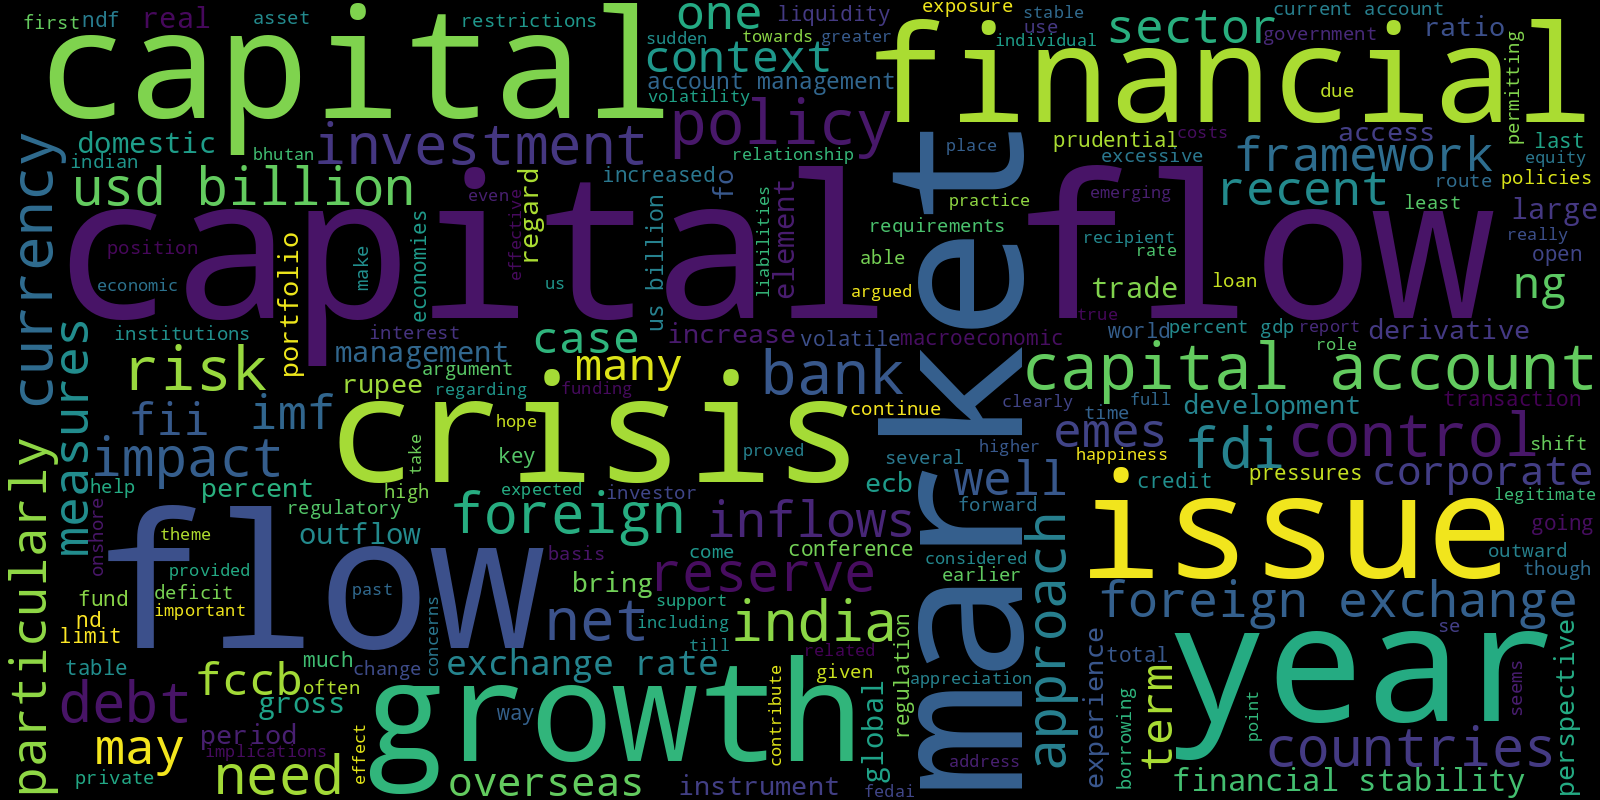 first ndf real asset restrictions one liquidity exposure stable current account
capital sudden towards greater use individual sector government ratio
context financial
account management due permitting
volatility
currency domestic investment policy market place prudential costs access last
indian bhutan relationship excessive framework equity
usd billion regard increased fo practice emerging recent route policies
capital even effective us billion liabilities element requirements flow least large
position economies able recipient rate really
economic make us argued trade loan open ng
portfolio true
institutions interest case increase volatile macroeconomic world percent gdp report derivative
measures risk management many bank capital account role
rupee argument
regarding funding
fii imf crisis continue clearly time full development transaction
hope emes fdi control shift
particularly impact take key proved several higher happiness pressures corporate
help percent high expected investor ecb well credit legitimate
regulatory foreign inflows forward issue going
onshore outflow
theme flow basis come conference considered outward
provided past bring reserve earlier approach though
fund deficit support foreign exchange
nd important net including india
limit till regulation year se
table much change concerns exchange rate related experience total perspective
fccb often given appreciation
debt gross growth contribute global term seems
way borrowing point
may period effect countries
implications address
private need overseas instrument fedai financial stability